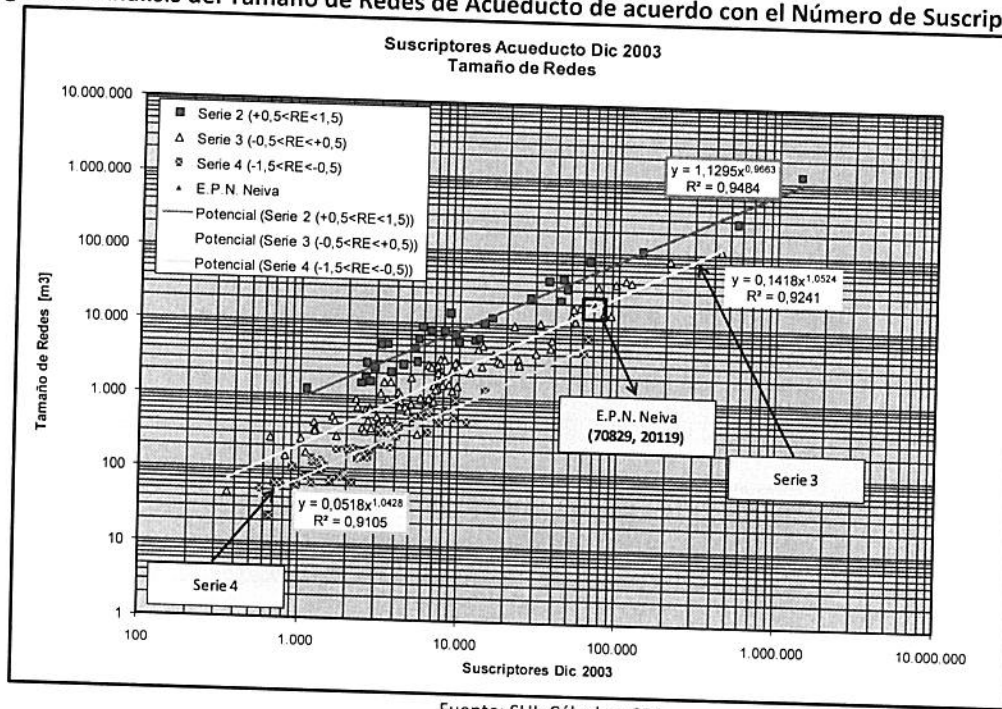 Análisis del Tamaño de Redes de Acueducto de acuerdo con el Número de Suscrip
Suscriptores Acueducto Dic 2003
Tamaño de Redes
Serie 2 (+0,5<RE<1,5)
Serie 3 (-0,5<RE<+0,5)
Serie 4 (-1,5<RE<-0,5)
E.P.N. Neiva
Potencial (Serie 2 (+0,5<RE<1,5))
Potencial (Serie 3 (-0,5<RE<+0,5))
Potencial (Serie 4 (-1,5<RE<-0,5))
y = 1,1295x^0,9663
R² = 0,9484
y = 0,1418x^1,0524
R² = 0,9241
E.P.N. Neiva
(70829, 20119)
Serie 3
y = 0,0518x^1,0428
R² = 0,9105
Serie 4
Tamaño de Redes [m3]
10.000.000
1.000.000
100.000
10.000
1.000
100
10
1
100 1.000 10.000 100.000 1.000.000 10.000.000
Suscriptores Dic 2003
Fuente: SUI.